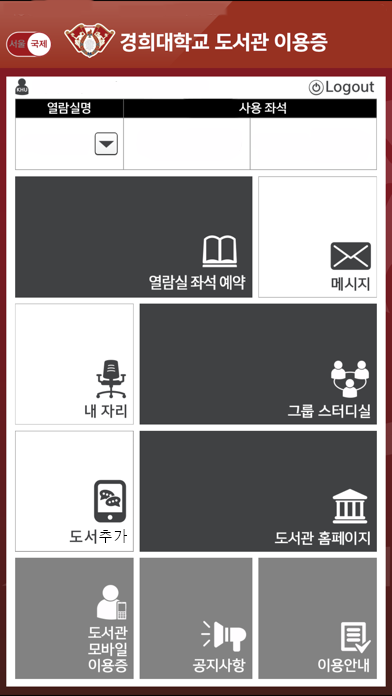 서울 국제 경희대학교 도서관 이용증
KHU Logout
열람실명 사용 좌석
열람실 좌석 예약 메시지
내 자리 그룹 스터디실
도서추가 도서관 홈페이지
도서관
모바일
이용증 공지사항 이용안내